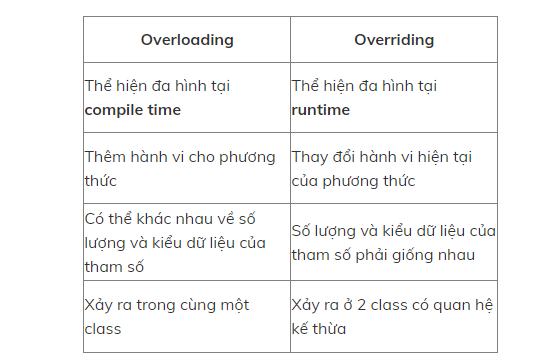 Overloading
Overriding
Thể hiện đa hình tại
compile time
Thể hiện đa hình tại
runtime
Thêm hành vi cho phương
thức
Thay đổi hành vi hiện tại
của phương thức
Có thể khác nhau về số
lượng và kiểu dữ liệu của
tham số
Số lượng và kiểu dữ liệu của
tham số phải giống nhau
Xảy ra trong cùng một
class
Xảy ra ở 2 class có quan hệ
kế thừa